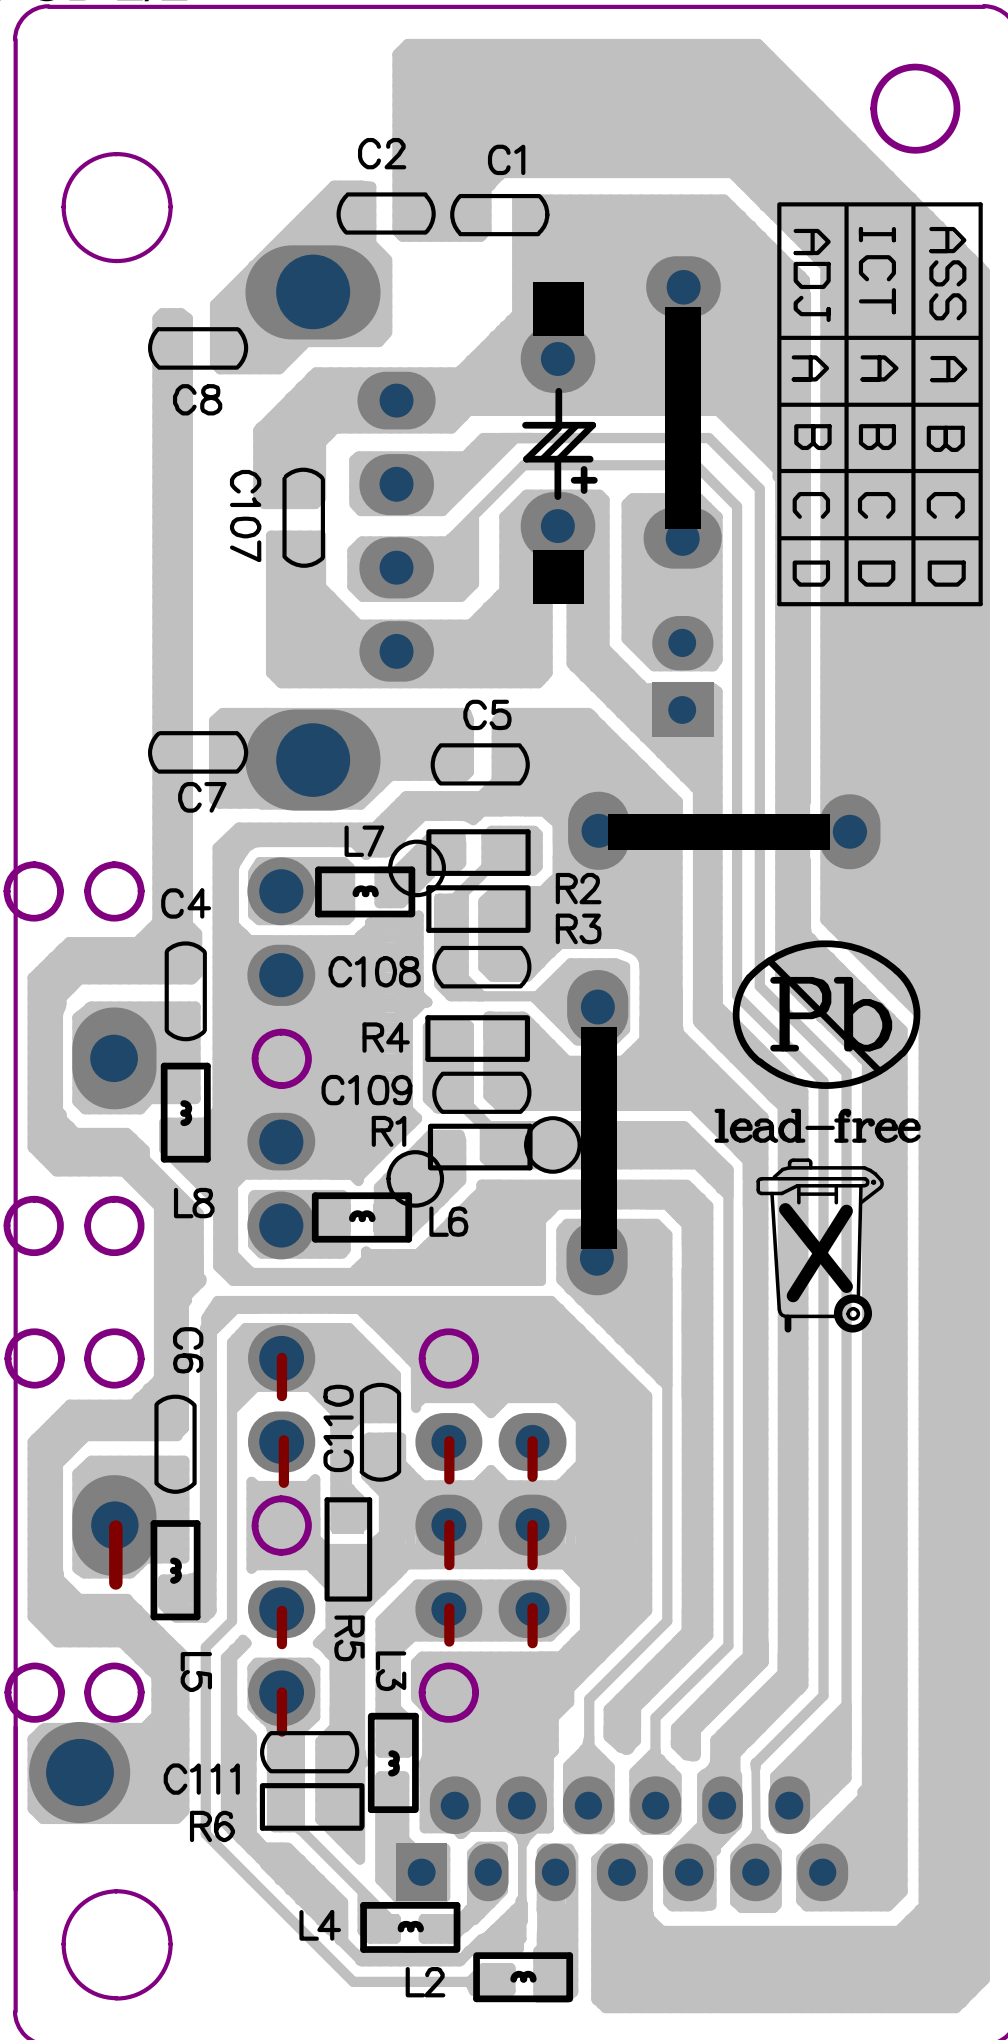 C2
C1
ASS A B C D
ICT A B C D
ADJ A B C D
C8
C107
+
C5
C7
L7
C4
R2
R3
C108
R4
C109
R1
L8
L6
Pb
lead-free
C6
C110
R5
L3
L5
C111
R6
L4
L2